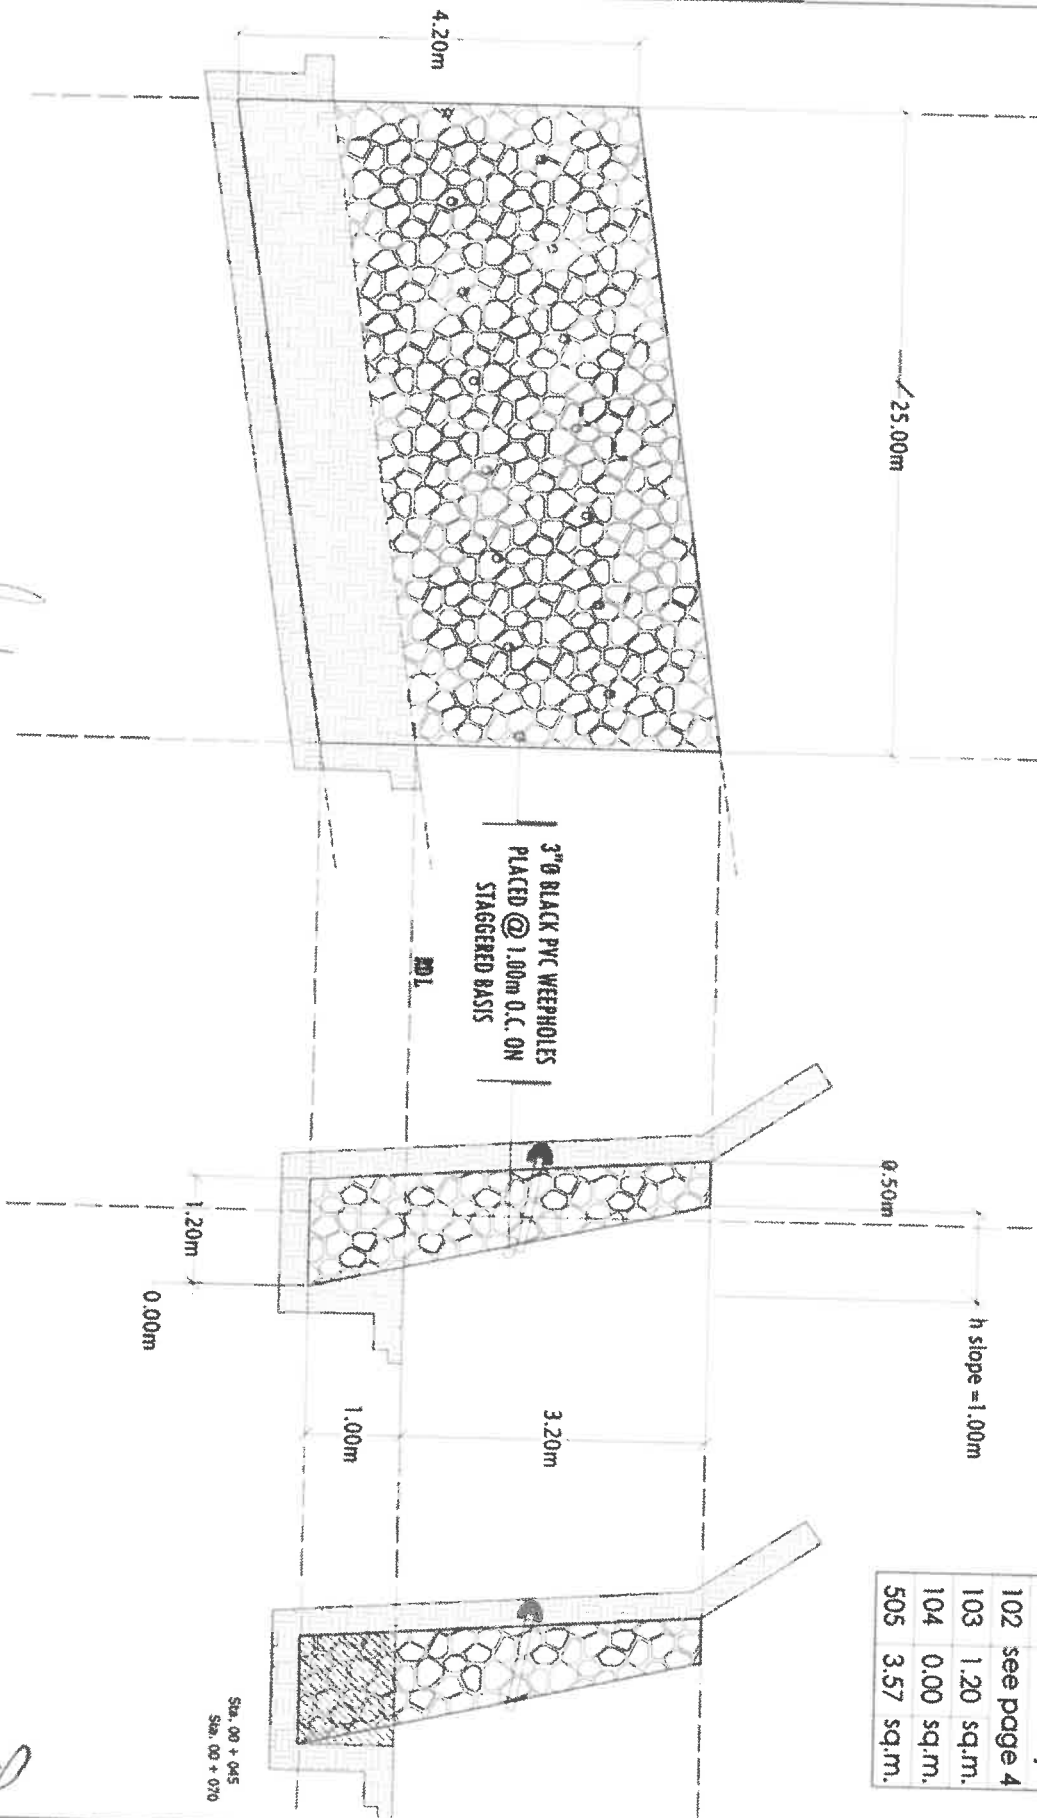 4.20m
25.00m
3"Ø BLACK PVC WEEPHOLES
PLACED @ 1.00m O.C. ON
STAGGERED BASIS
0.50m
h slope = 1.00m
1.20m
0.00m
1.00m
3.20m
102 see page 4
103 1.20 sq.m.
104 0.00 sq.m.
505 3.57 sq.m.
Sta. 00 + 045
Sta. 00 + 070